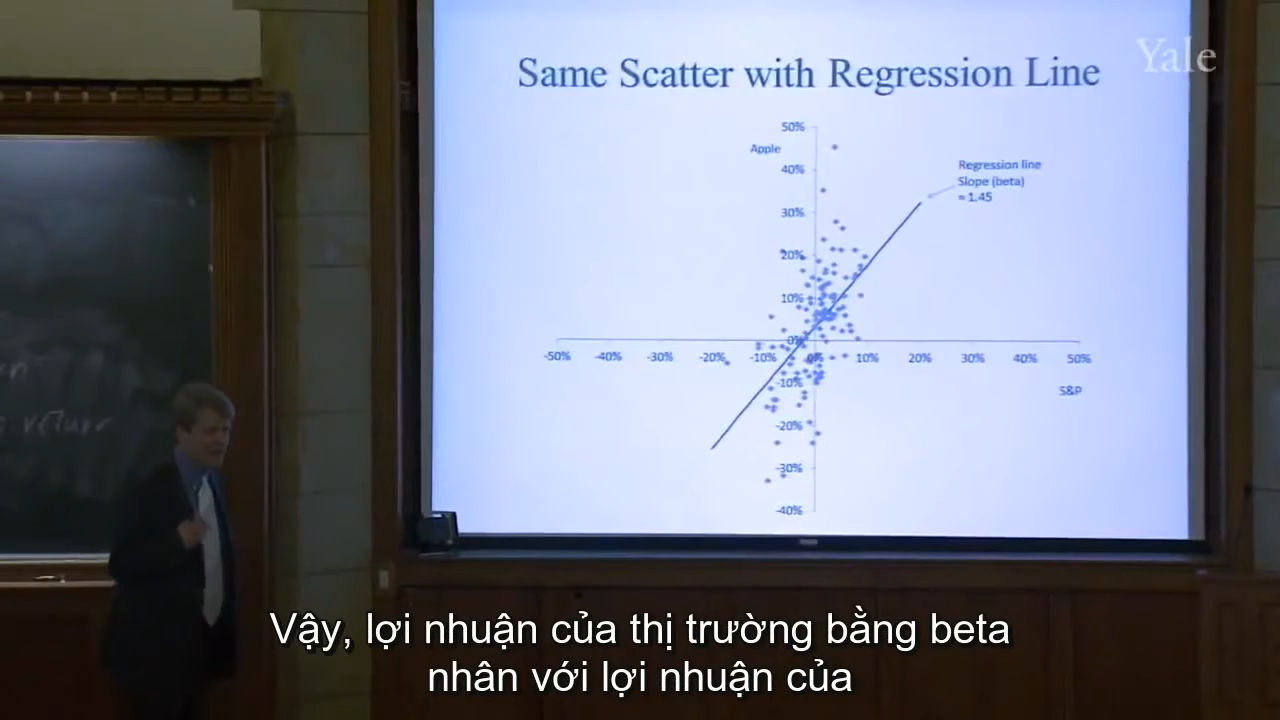 Yale
Same Scatter with Regression Line
50%
Apple
40%
Regression line
Slope (beta)
= 1.45
30%
20%
10%
0%
-50% -40% -30% -20% -10% 0% 10% 20% 30% 40% 50%
-10%
S&P
-20%
-30%
-40%
return
Vậy, lợi nhuận của thị trường bằng beta
nhân với lợi nhuận của